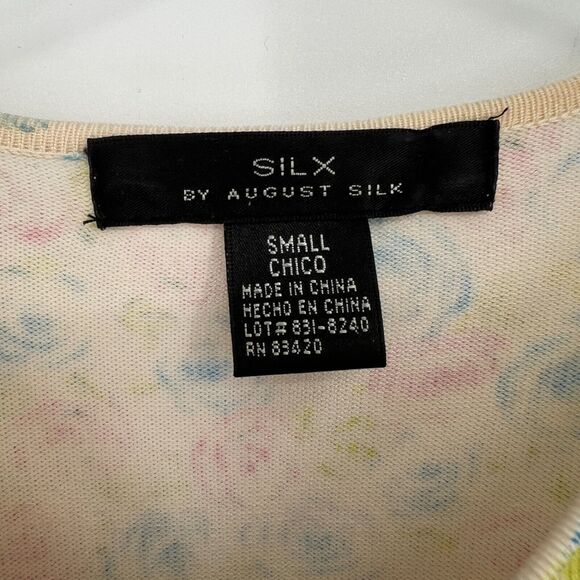 SILX
BY AUGUST SILK
SMALL
CHICO
MADE IN CHINA
HECHO EN CHINA
LOT# 831-8240
RN 83420